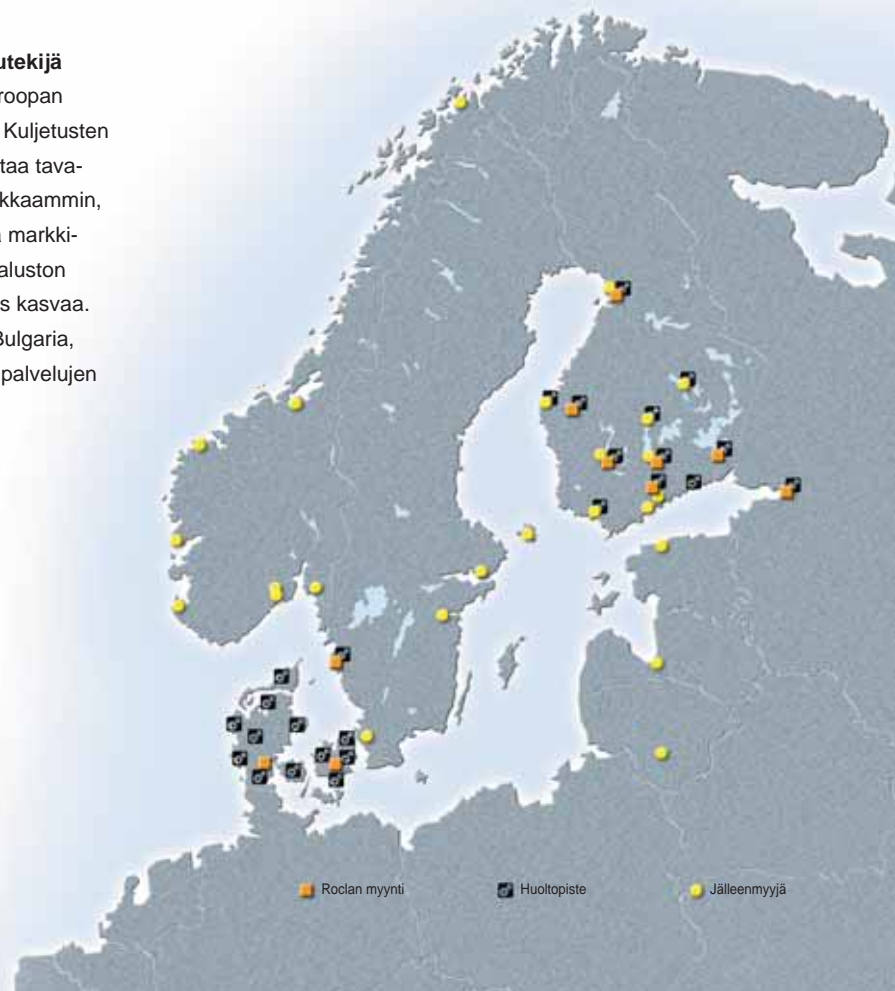 utekijä
roopan
Kuljetusten
taa tava-
kkaammin,
markki-
aluston
s kasvaa.
Bulgaria,
palvelujen
Roclan myynti
Huoltopiste
Jälleenmyyjä